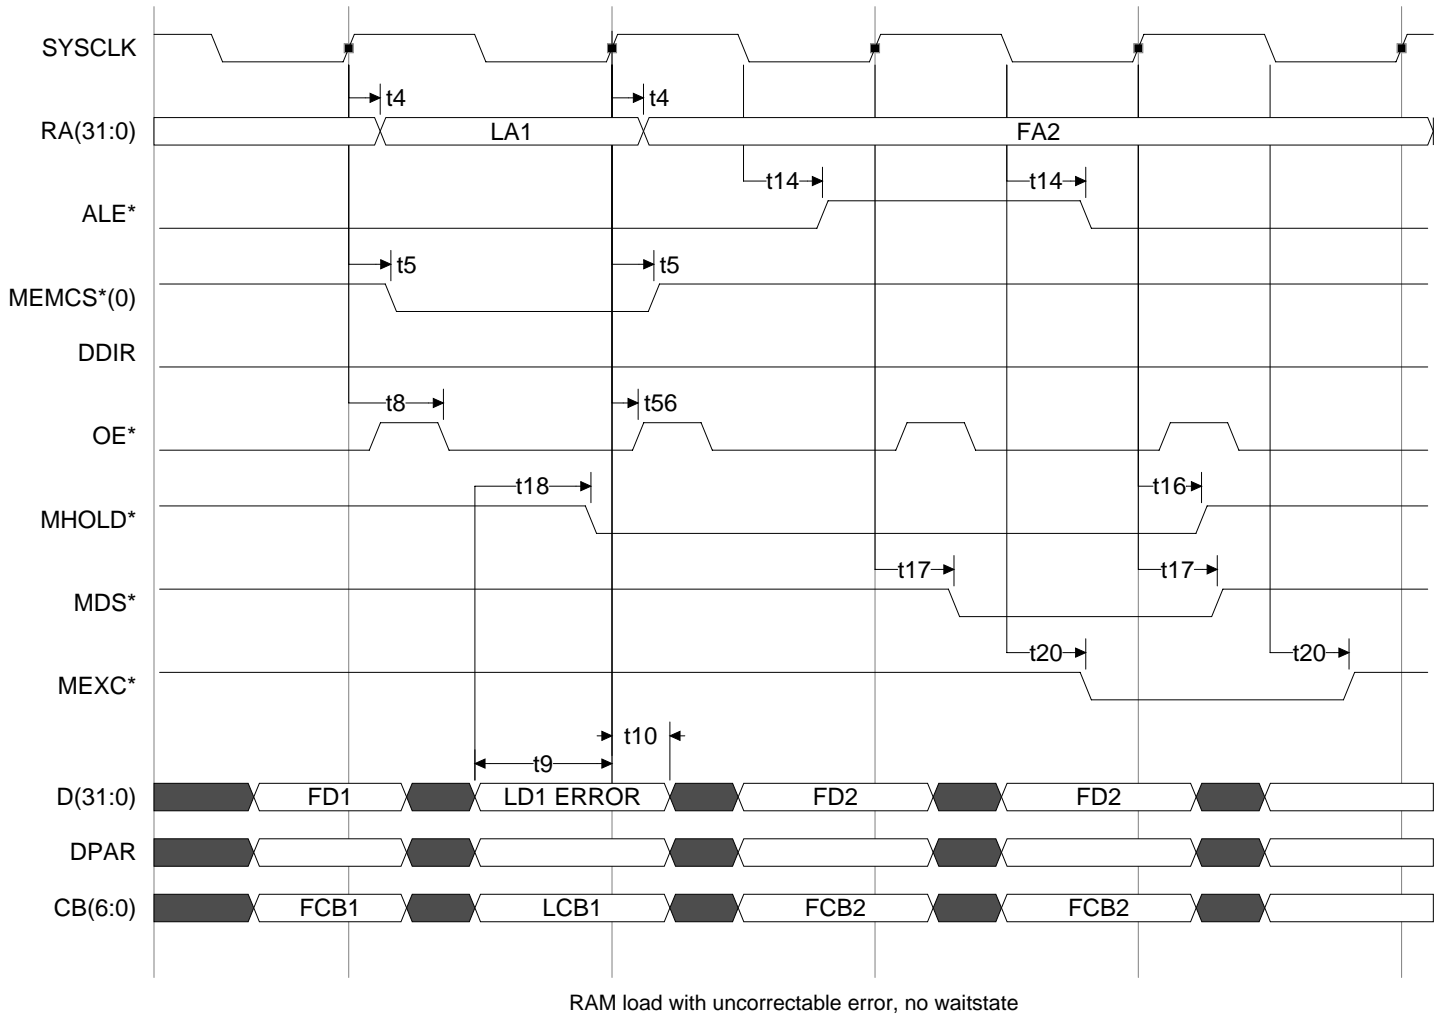 SYSCLK
t4 t4
RA(31:0) LA1 FA2
t14 t14
ALE*
t5 t5
MEMCS*(0)
DDIR
t8 t56
OE*
t18 t16
MHOLD*
t17 t17
MDS*
t20 t20
MEXC*
t10
t9
D(31:0) FD1 LD1 ERROR FD2 FD2
DPAR
CB(6:0) FCB1 LCB1 FCB2 FCB2
RAM load with uncorrectable error, no waitstate